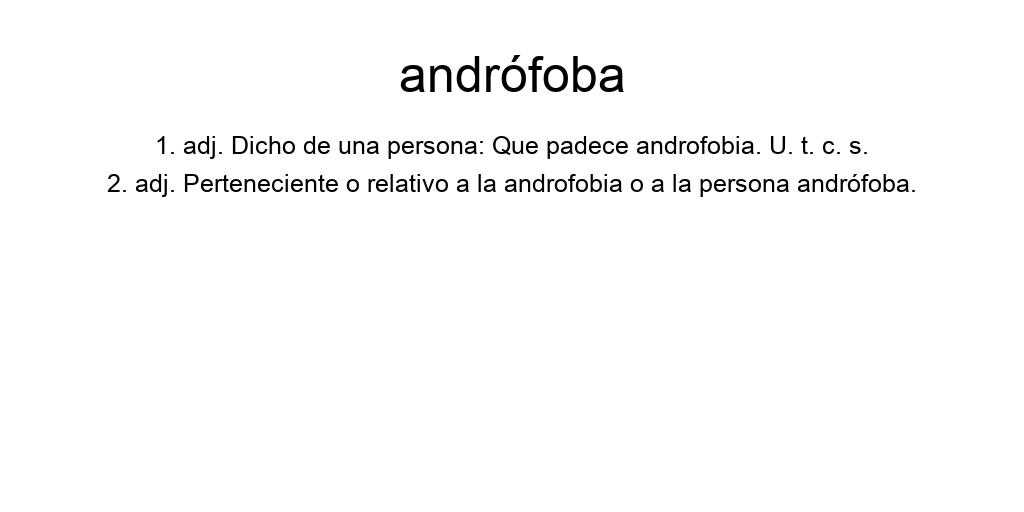 andrófoba
1. adj. Dicho de una persona: Que padece androfobia. U. t. c. s.
2. adj. Perteneciente o relativo a la androfobia o a la persona andrófoba.